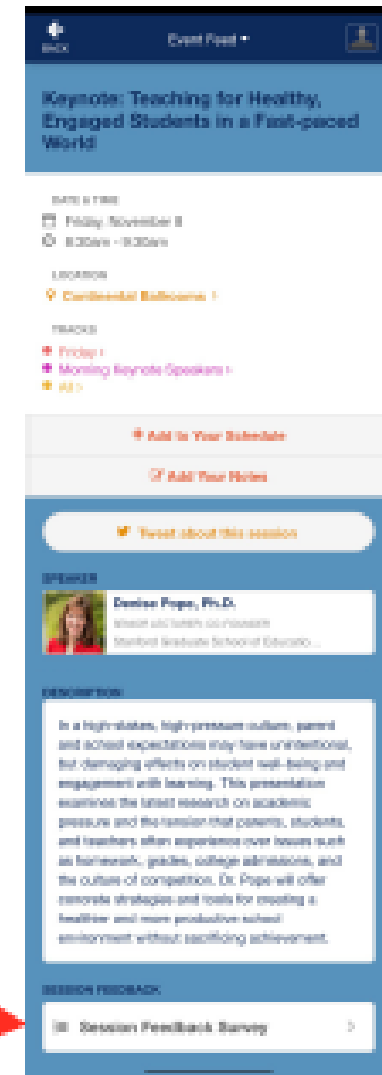 BACK
Event Feed
Keynote: Teaching for Healthy,
Engaged Students in a Fast-paced
World
DATE & TIME
Friday, November 8
8:30am - 9:30am
LOCATION
Continental Ballrooms >
TRACKS
Friday >
Morning Keynote Speakers >
All >
Add to Your Schedule
Add Your Notes
Tweet about this session
SPEAKER
Denise Pope, Ph.D.
SENIOR LECTURER; CO-FOUNDER
Stanford Graduate School of Educatio...
DESCRIPTION
In a high-stakes, high-pressure culture, parent
and school expectations may have unintentional,
but damaging effects on student well-being and
engagement with learning. This presentation
examines the latest research on academic
pressure and the tension that parents, students,
and teachers often experience over issues such
as homework, grades, college admissions, and
the culture of competition. Dr. Pope will offer
concrete strategies and tools for creating a
healthier and more productive school
environment without sacrificing achievement.
SESSION FEEDBACK
Session Feedback Survey >